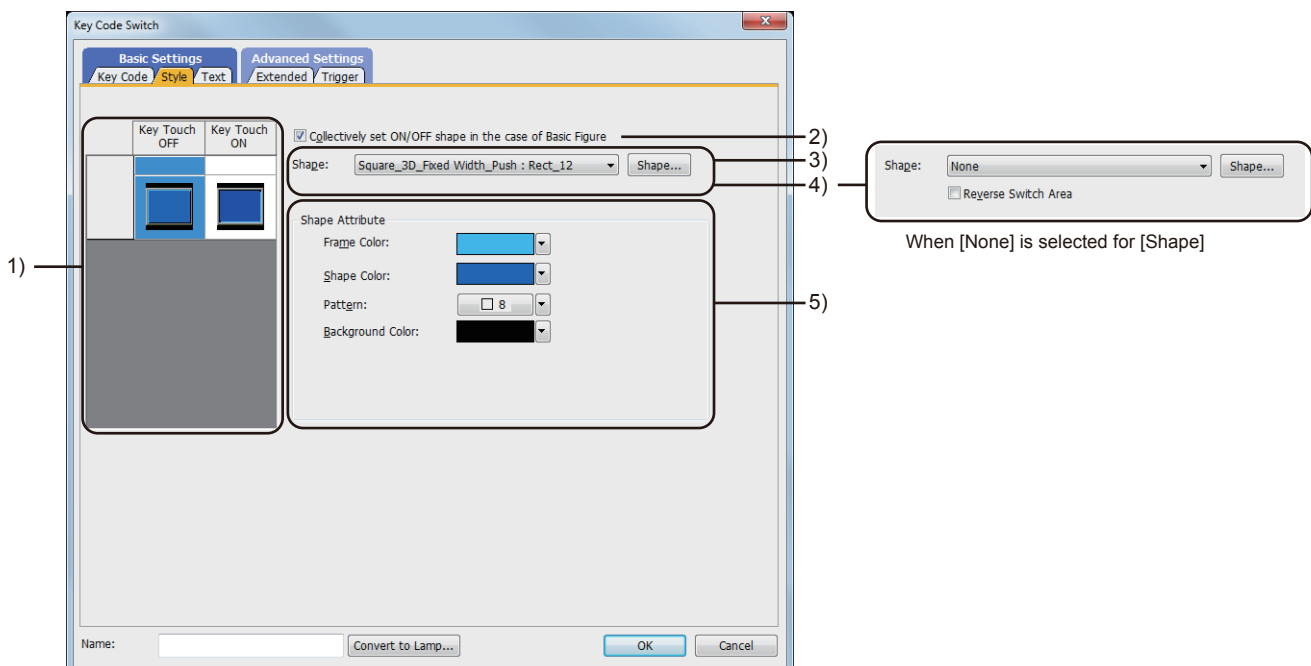 Key Code Switch
Basic Settings
Advanced Settings
Key Code
Style
Text
Extended
Trigger
Key Touch
OFF
Key Touch
ON
Collectively set ON/OFF shape in the case of Basic Figure
2)
Shape:
Square_3D_Fixed Width_Push : Rect_12
Shape...
3)
4)
Shape:
None
Shape...
Reverse Switch Area
When [None] is selected for [Shape]
1)
Shape Attribute
Frame Color:
Shape Color:
Pattern:
8
5)
Background Color:
Name:
Convert to Lamp...
OK
Cancel